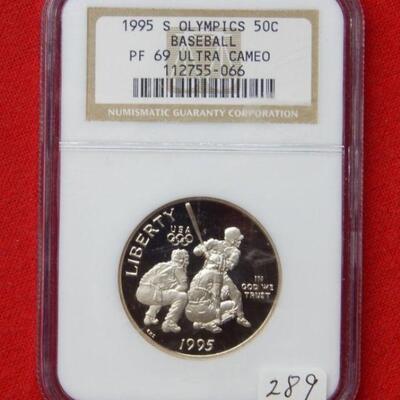 1995 S OLYMPICS 50C
BASEBALL
PF 69 ULTRA CAMEO
112755-066
NUMISMATIC GUARANTY CORPORATION
LIBERTY
USA
IN
GOD WE
TRUST
1995
289